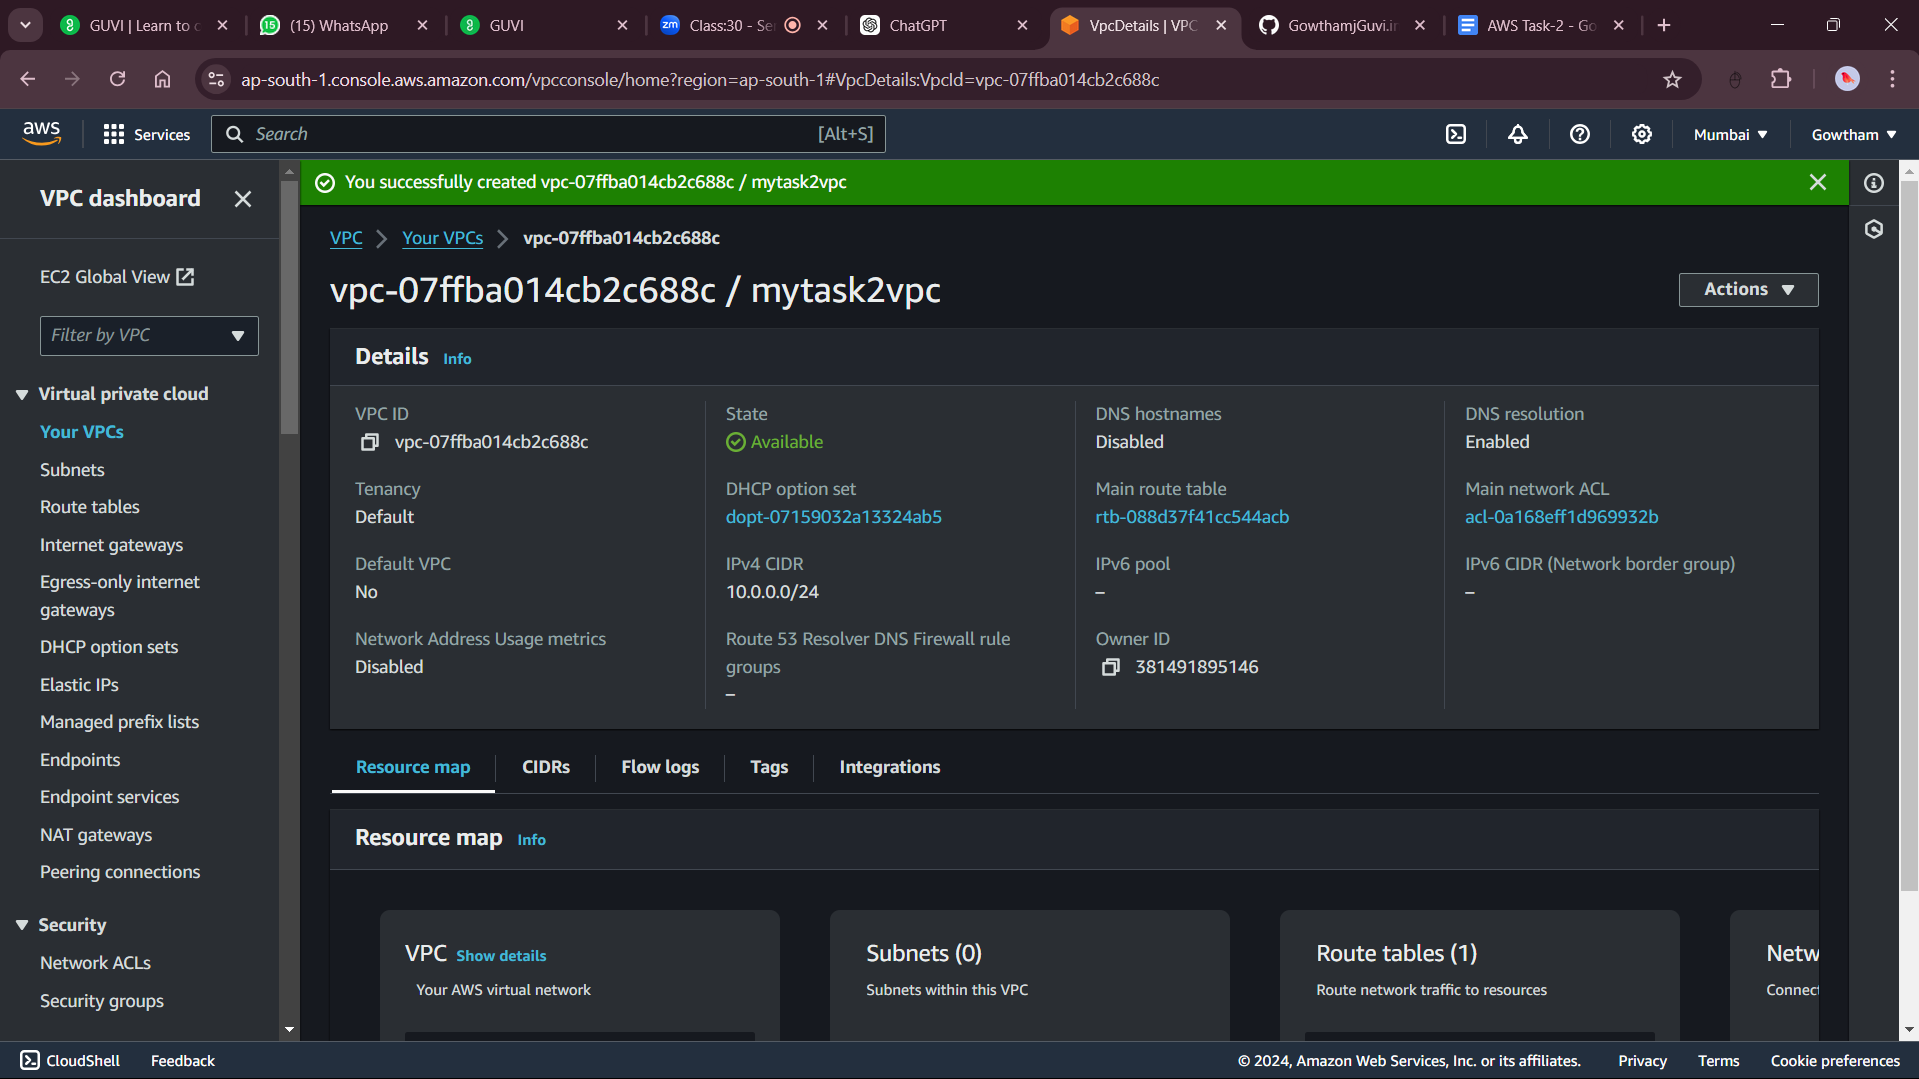 GUVI | Learn to c
(15) WhatsApp
GUVI
Class:30 - Se
ChatGPT
VpcDetails | VPC
GowthamjGuvi.i
AWS Task-2 - Go
ap-south-1.console.aws.amazon.com/vpcconsole/home?region=ap-south-1#VpcDetails:VpcId=vpc-07ffba014cb2c688c
aws
Services
Search
[Alt+S]
Mumbai
Gowtham
VPC dashboard
EC2 Global View
Filter by VPC
Virtual private cloud
Your VPCs
Subnets
Route tables
Internet gateways
Egress-only internet
gateways
DHCP option sets
Elastic IPs
Managed prefix lists
Endpoints
Endpoint services
NAT gateways
Peering connections
Security
Network ACLs
Security groups
You successfully created vpc-07ffba014cb2c688c / mytask2vpc
VPC
Your VPCs
vpc-07ffba014cb2c688c
vpc-07ffba014cb2c688c / mytask2vpc
Actions
Details Info
VPC ID
vpc-07ffba014cb2c688c
State
Available
DNS hostnames
Disabled
DNS resolution
Enabled
Tenancy
Default
DHCP option set
dopt-07159032a13324ab5
Main route table
rtb-088d37f41cc544acb
Main network ACL
acl-0a168eff1d969932b
Default VPC
No
IPv4 CIDR
10.0.0.0/24
IPv6 pool
–
IPv6 CIDR (Network border group)
–
Network Address Usage metrics
Disabled
Route 53 Resolver DNS Firewall rule
groups
–
Owner ID
381491895146
Resource map
CIDRs
Flow logs
Tags
Integrations
Resource map Info
VPC Show details
Your AWS virtual network
Subnets (0)
Subnets within this VPC
Route tables (1)
Route network traffic to resources
Netw
Connect
CloudShell
Feedback
© 2024, Amazon Web Services, Inc. or its affiliates.
Privacy
Terms
Cookie preferences